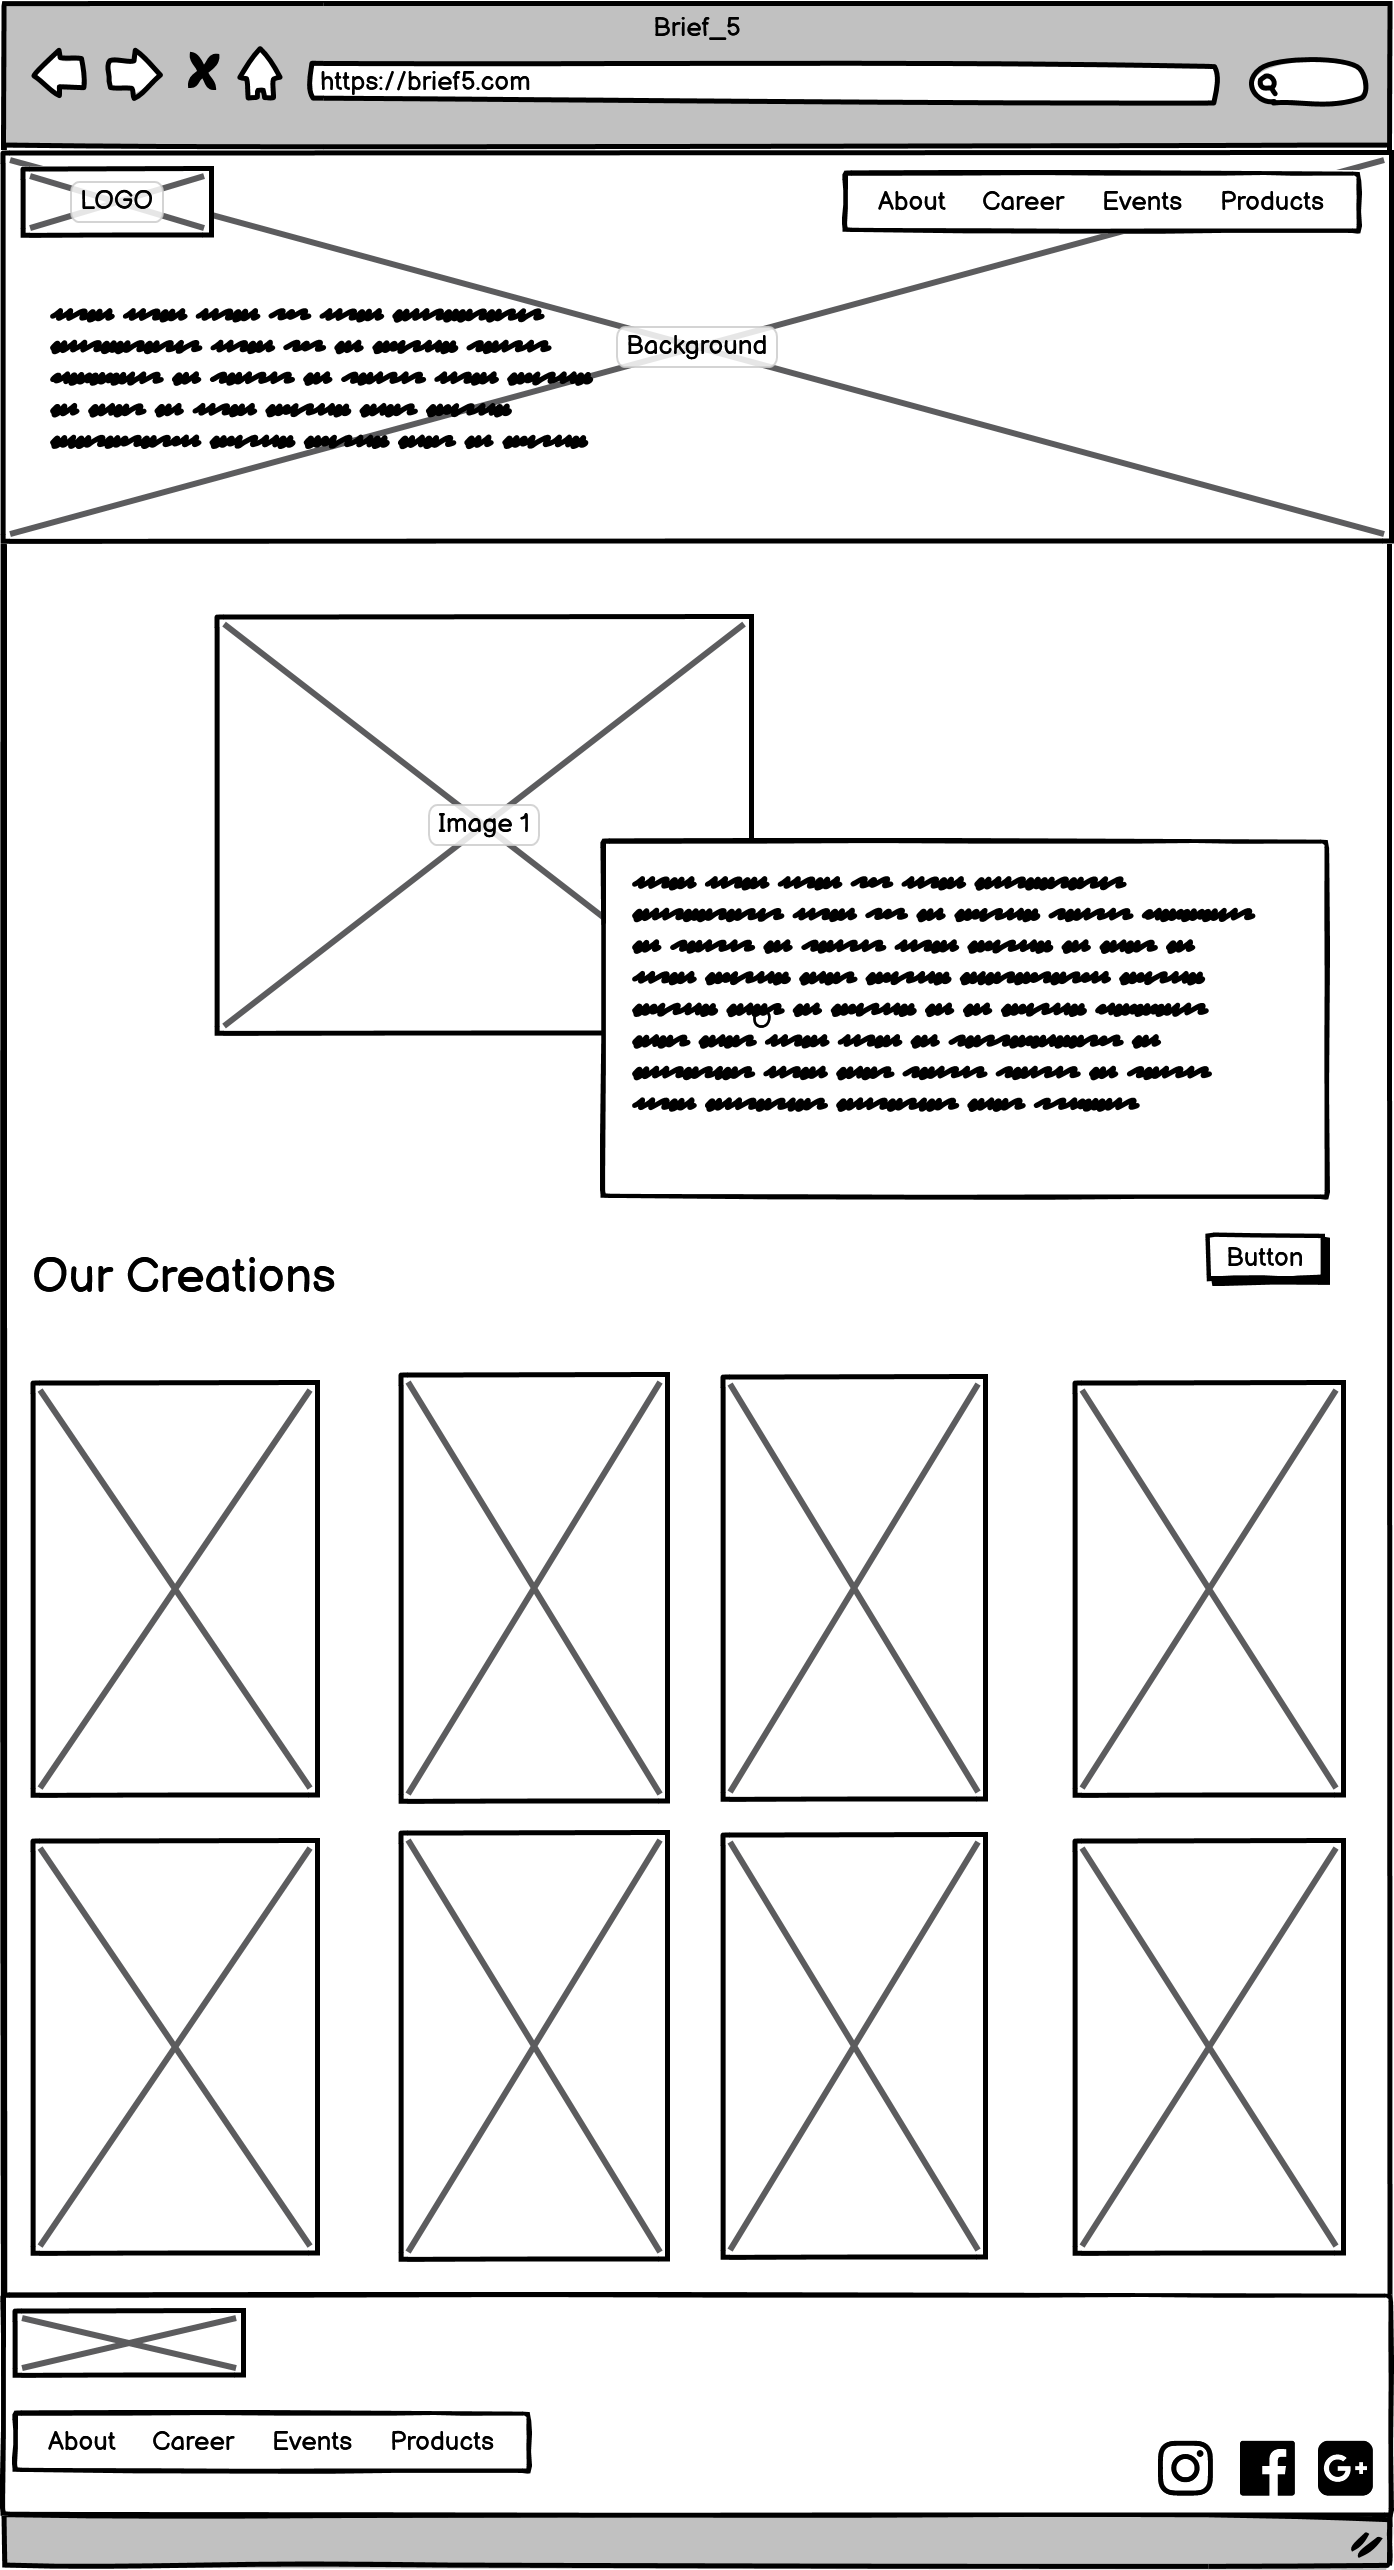 Brief_5
https://brief5.com
LOGO
About Career Events Products
Background
Image 1
Our Creations
Button
About Career Events Products
G+